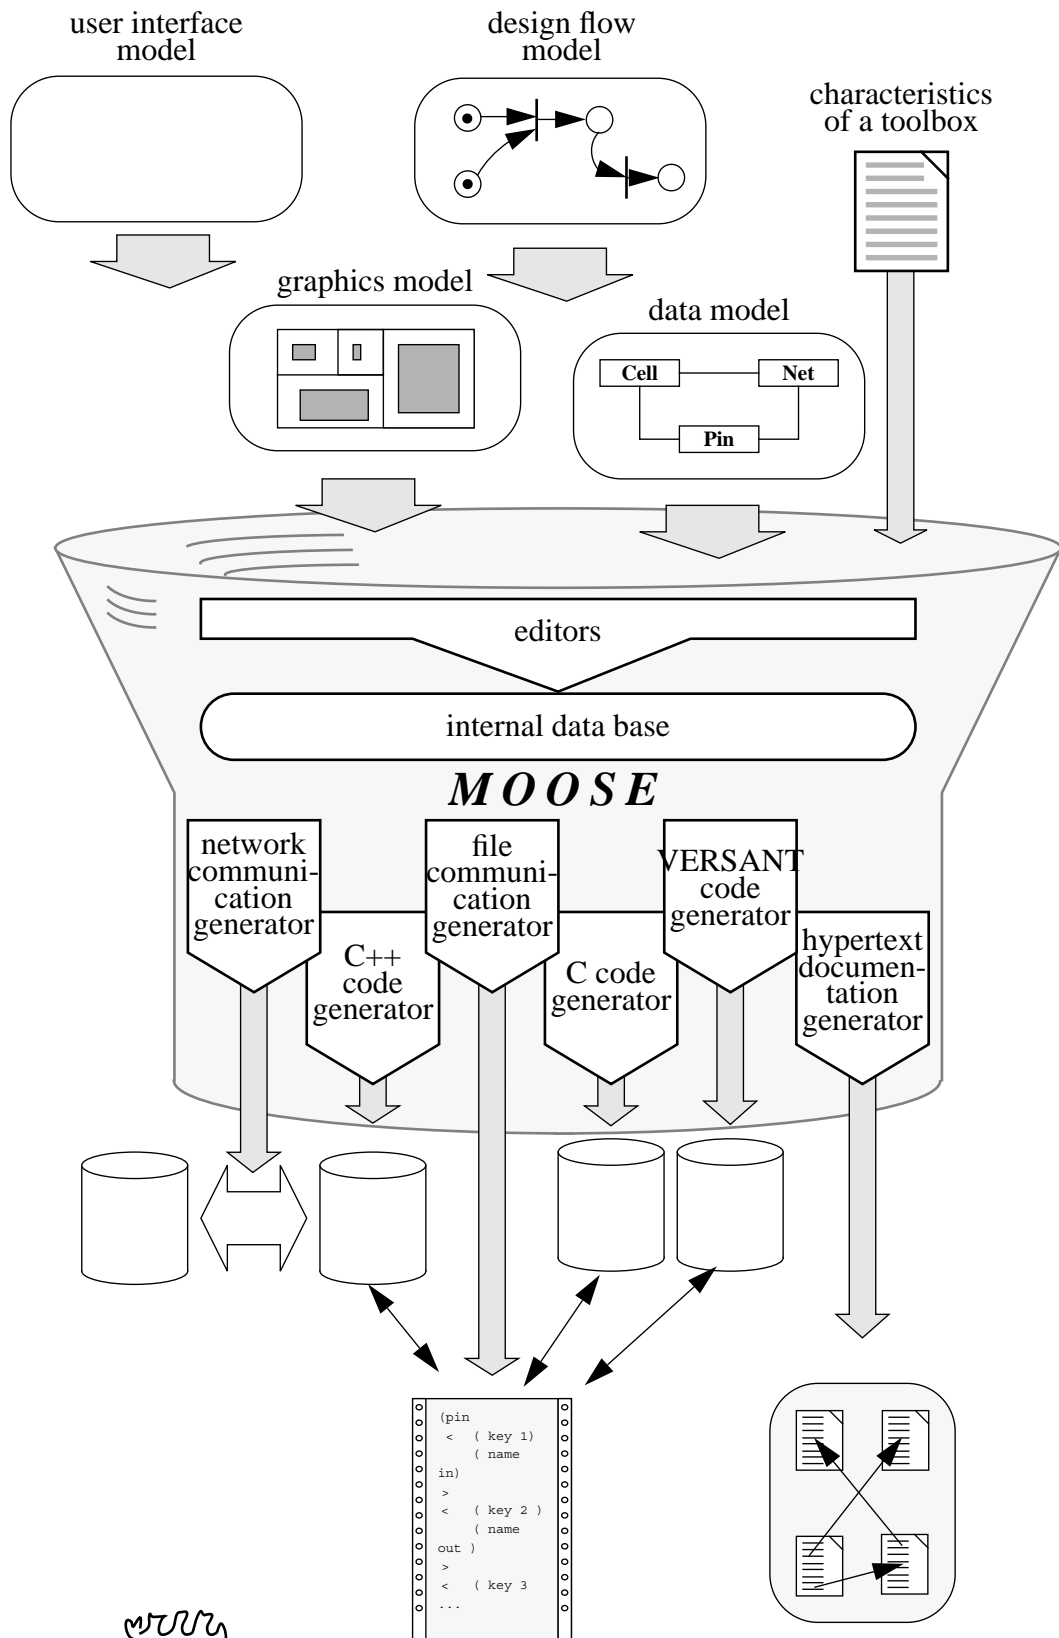 user interface
model
design flow
model
characteristics
of a toolbox
graphics model
data model
Cell
Net
Pin
editors
internal data base
M O O S E
network
communi-
cation
generator
C++
code
generator
file
communi-
cation
generator
C code
generator
VERSANT
code
generator
hypertext
documen-
tation
generator
(pin
< ( key 1)
( name
in)
>
< ( key 2 )
( name
out )
>
< ( key 3
...